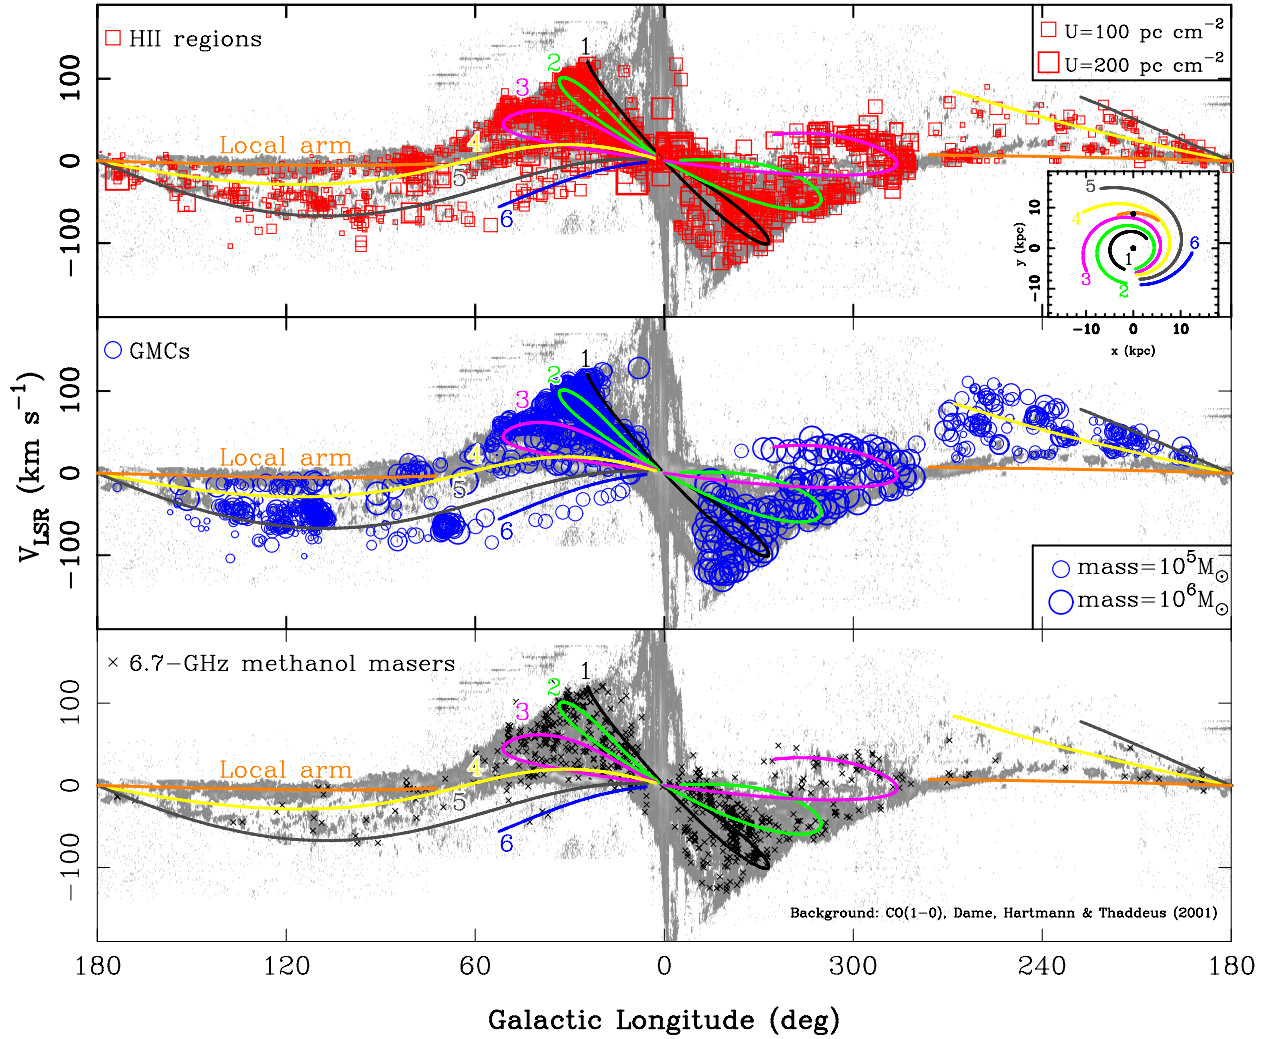 HII regions
U=100 pc cm−2
U=200 pc cm−2
100
0
−100
1
2
3
4
5
6
Local arm
5
4
3
2
1
6
10
0
−10
y (kpc)
−10 0 10
x (kpc)
GMCs
100
0
−100
1
2
3
4
5
6
Local arm
mass=10^5M⊙
mass=10^6M⊙
V_LSR (km s−1)
6.7−GHz methanol masers
100
0
−100
1
2
3
4
5
6
Local arm
Background: CO(1−0), Dame, Hartmann & Thaddeus (2001)
180 120 60 0 300 240 180
Galactic Longitude (deg)